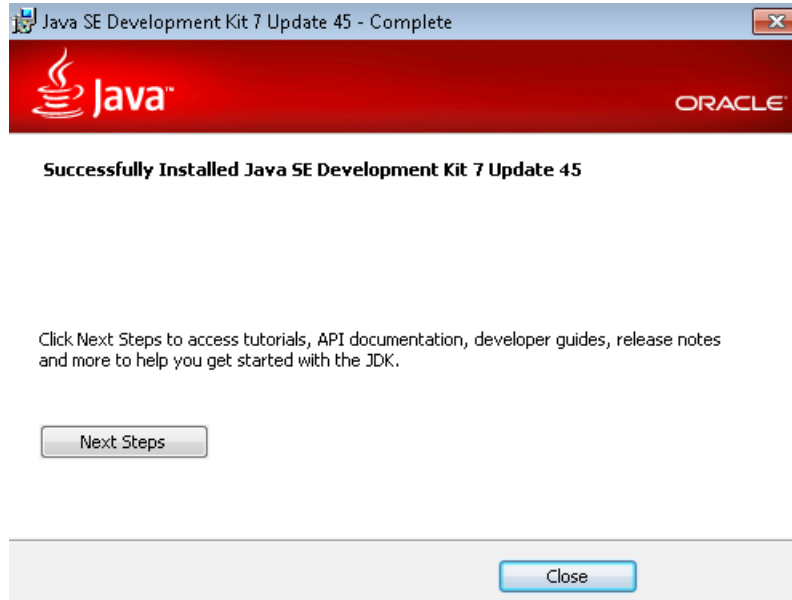 Java SE Development Kit 7 Update 45 - Complete
Java™
ORACLE®
Successfully Installed Java SE Development Kit 7 Update 45
Click Next Steps to access tutorials, API documentation, developer guides, release notes
and more to help you get started with the JDK.
Next Steps
Close